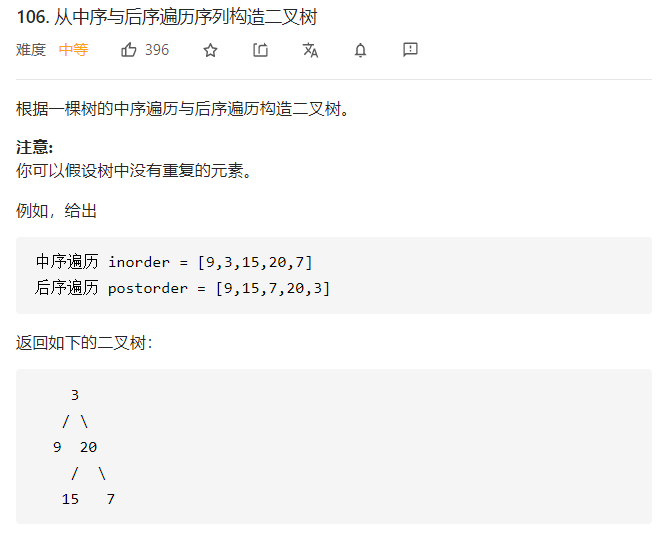 106. 从中序与后序遍历序列构造二叉树
难度 中等 396
根据一棵树的中序遍历与后序遍历构造二叉树。
注意:
你可以假设树中没有重复的元素。
例如，给出
中序遍历 inorder = [9,3,15,20,7]
后序遍历 postorder = [9,15,7,20,3]
返回如下的二叉树：
3
/ \
9 20
/ \
15 7